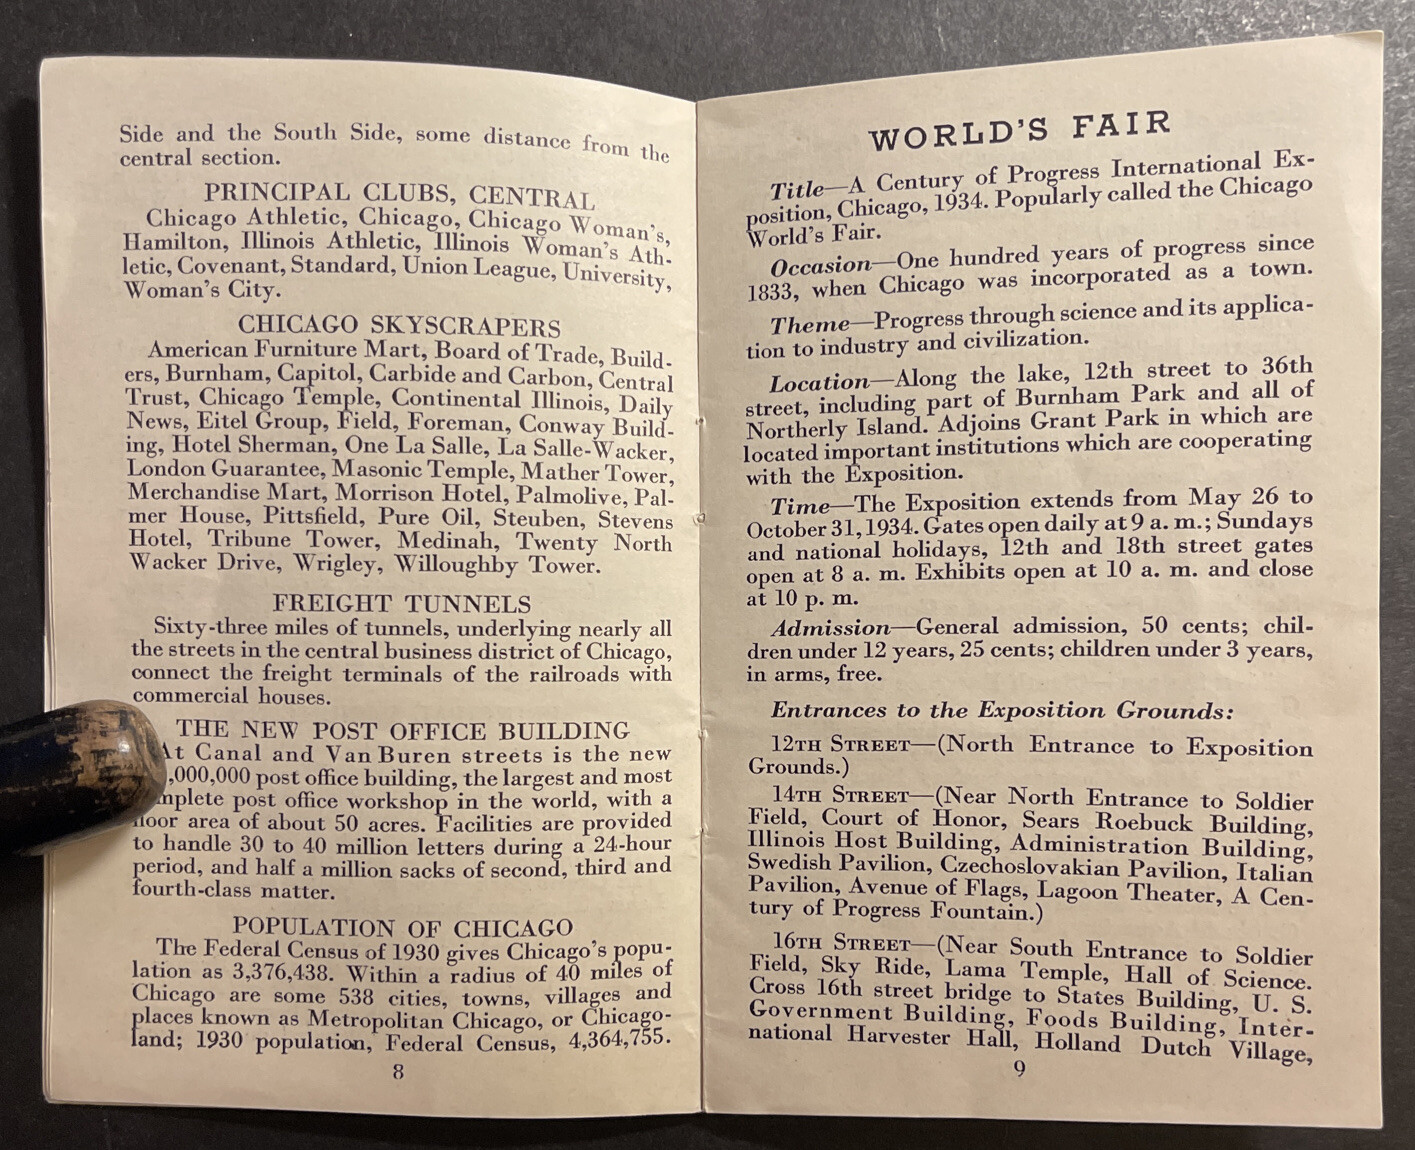 Side and the South Side, some distance from the
central section.
PRINCIPAL CLUBS, CENTRAL
Chicago Athletic, Chicago, Chicago Woman's,
Hamilton, Illinois Athletic, Illinois Woman's Ath-
letic, Covenant, Standard, Union League, University,
Woman's City.
CHICAGO SKYSCRAPERS
American Furniture Mart, Board of Trade, Build-
ers, Burnham, Capitol, Carbide and Carbon, Central
Trust, Chicago Temple, Continental Illinois, Daily
News, Eitel Group, Field, Foreman, Conway Build-
ing, Hotel Sherman, One La Salle, La Salle-Wacker,
London Guarantee, Masonic Temple, Mather Tower,
Merchandise Mart, Morrison Hotel, Palmolive, Pal-
mer House, Pittsfield, Pure Oil, Steuben, Stevens
Hotel, Tribune Tower, Medinah, Twenty North
Wacker Drive, Wrigley, Willoughby Tower.
FREIGHT TUNNELS
Sixty-three miles of tunnels, underlying nearly all
the streets in the central business district of Chicago,
connect the freight terminals of the railroads with
commercial houses.
THE NEW POST OFFICE BUILDING
At Canal and Van Buren streets is the new
,000,000 post office building, the largest and most
mplete post office workshop in the world, with a
floor area of about 50 acres. Facilities are provided
to handle 30 to 40 million letters during a 24-hour
period, and half a million sacks of second, third and
fourth-class matter.
POPULATION OF CHICAGO
The Federal Census of 1930 gives Chicago's popu-
lation as 3,376,438. Within a radius of 40 miles of
Chicago are some 538 cities, towns, villages and
places known as Metropolitan Chicago, or Chicago-
land; 1930 population, Federal Census, 4,364,755.
8
WORLD'S FAIR
Title—A Century of Progress International Ex-
position, Chicago, 1934. Popularly called the Chicago
World's Fair.
Occasion—One hundred years of progress since
1833, when Chicago was incorporated as a town.
Theme—Progress through science and its applica-
tion to industry and civilization.
Location—Along the lake, 12th street to 36th
street, including part of Burnham Park and all of
Northerly Island. Adjoins Grant Park in which are
located important institutions which are cooperating
with the Exposition.
Time—The Exposition extends from May 26 to
October 31, 1934. Gates open daily at 9 a. m.; Sundays
and national holidays, 12th and 18th street gates
open at 8 a. m. Exhibits open at 10 a. m. and close
at 10 p. m.
Admission—General admission, 50 cents; chil-
dren under 12 years, 25 cents; children under 3 years,
in arms, free.
Entrances to the Exposition Grounds:
12TH STREET—(North Entrance to Exposition
Grounds.)
14TH STREET—(Near North Entrance to Soldier
Field, Court of Honor, Sears Roebuck Building,
Illinois Host Building, Administration Building,
Swedish Pavilion, Czechoslovakian Pavilion, Italian
Pavilion, Avenue of Flags, Lagoon Theater, A Cen-
tury of Progress Fountain.)
16TH STREET—(Near South Entrance to Soldier
Field, Sky Ride, Lama Temple, Hall of Science.
Cross 16th street bridge to States Building, U. S.
Government Building, Foods Building, Inter-
national Harvester Hall, Holland Dutch Village,
9